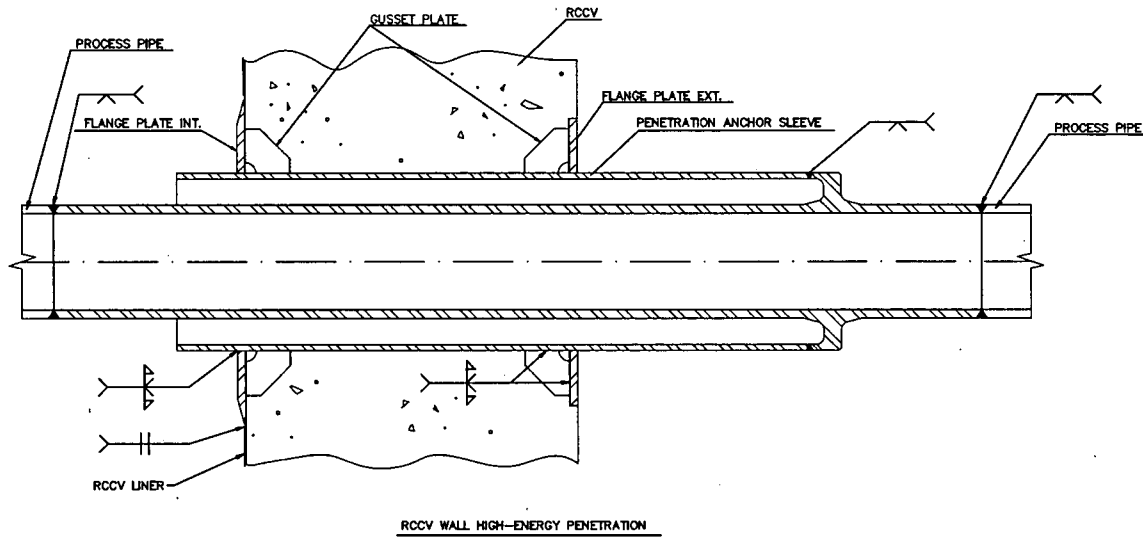 RCCV
GUSSET PLATE
PROCESS PIPE
FLANGE PLATE EXT.
FLANGE PLATE INT.
PENETRATION ANCHOR SLEEVE
PROCESS PIPE
RCCV LINER
RCCV WALL HIGH-ENERGY PENETRATION